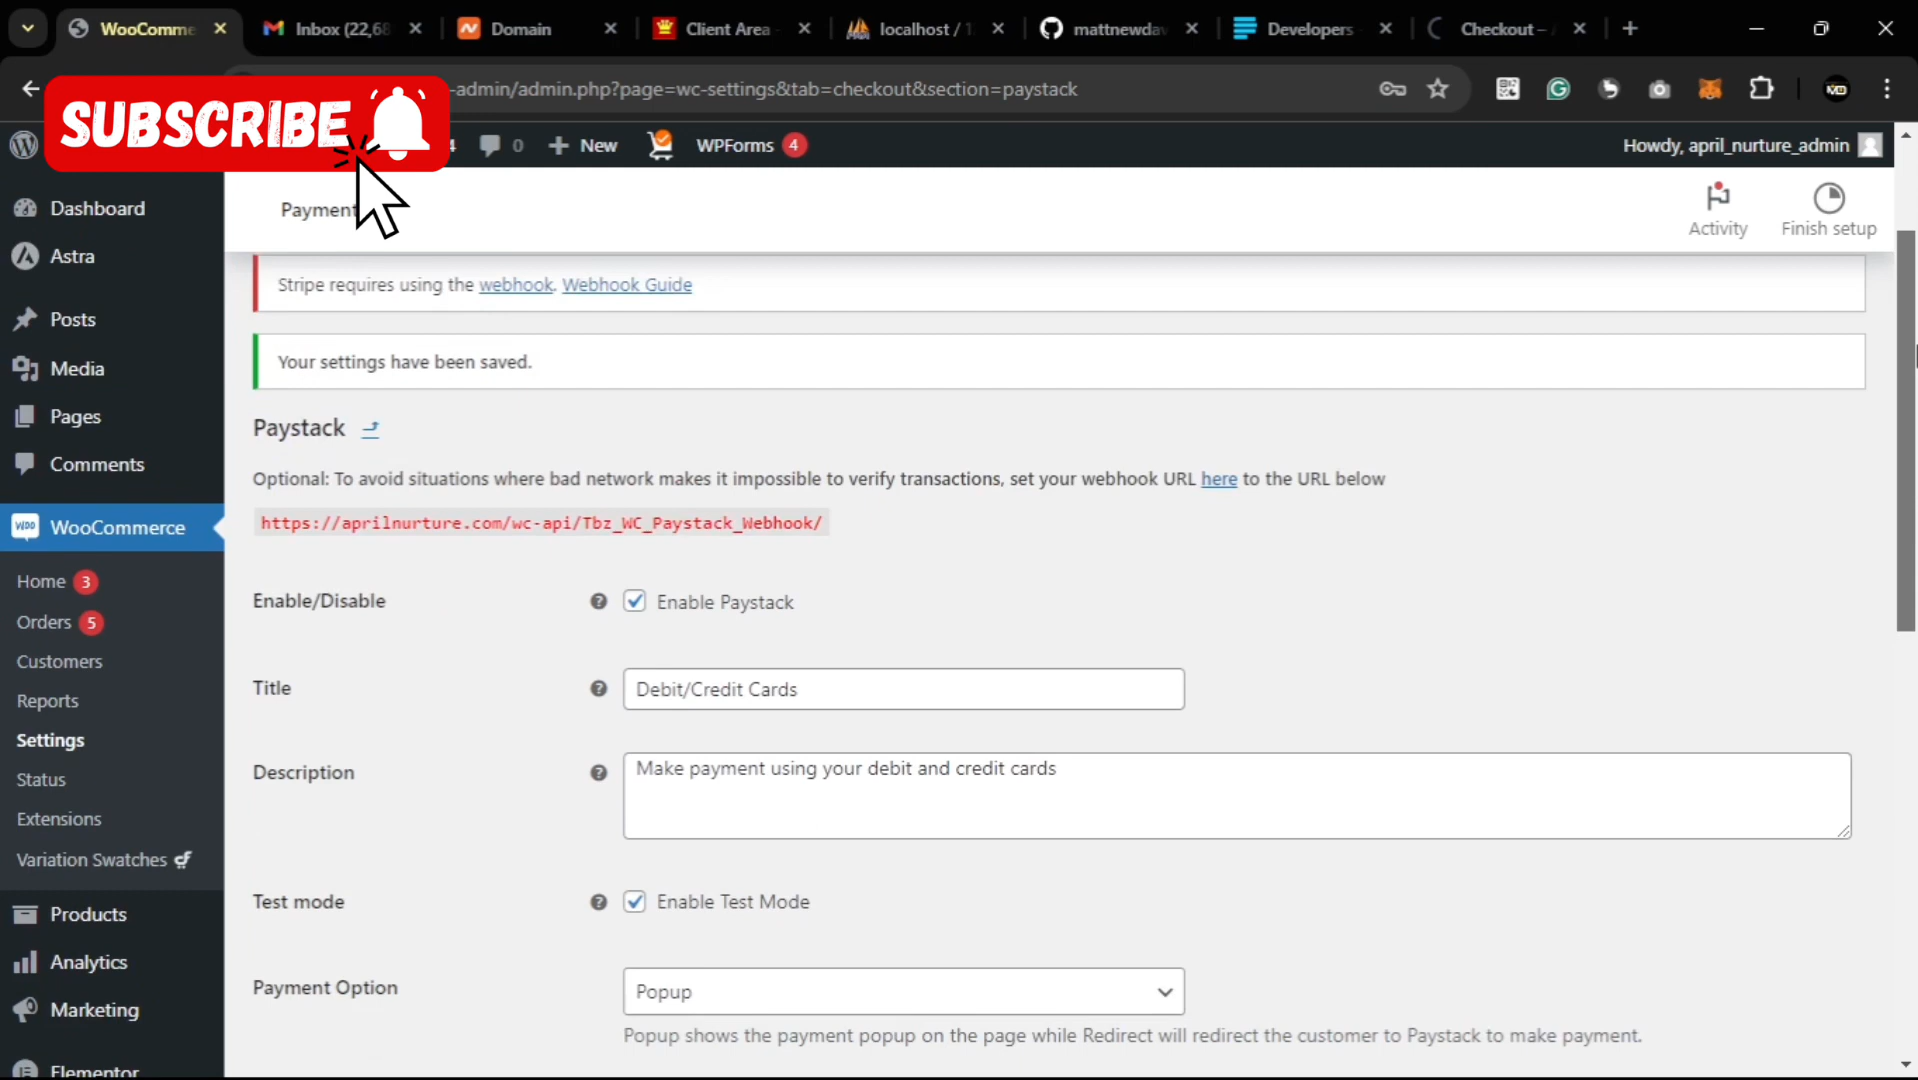 WooComme
Inbox (22,68
Domain
Client Area
localhost / 1
mattnewdav
Developers
Checkout –
-admin/admin.php?page=wc-settings&tab=checkout&section=paystack
SUBSCRIBE
4
0
New
WPForms 4
Howdy, april_nurture_admin
Payment
Activity
Finish setup
Dashboard
Astra
Posts
Media
Pages
Comments
WooCommerce
Home 3
Orders 5
Customers
Reports
Settings
Status
Extensions
Variation Swatches
Products
Analytics
Marketing
Elementor
Stripe requires using the webhook. Webhook Guide
Your settings have been saved.
Paystack
Optional: To avoid situations where bad network makes it impossible to verify transactions, set your webhook URL here to the URL below
https://aprilnurture.com/wc-api/Tbz_WC_Paystack_Webhook/
Enable/Disable
Enable Paystack
Title
Debit/Credit Cards
Description
Make payment using your debit and credit cards
Test mode
Enable Test Mode
Payment Option
Popup
Popup shows the payment popup on the page while Redirect will redirect the customer to Paystack to make payment.